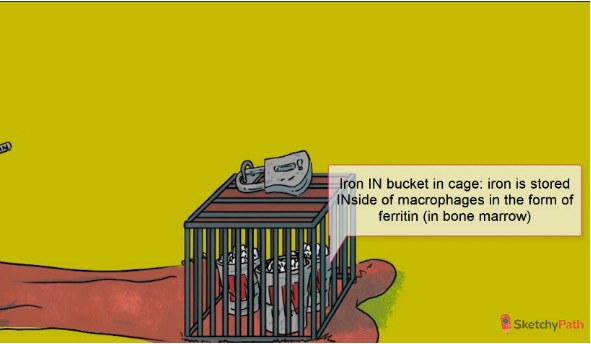 Iron IN bucket in cage: iron is stored
INside of macrophages in the form of
ferritin (in bone marrow)
SketchyPath